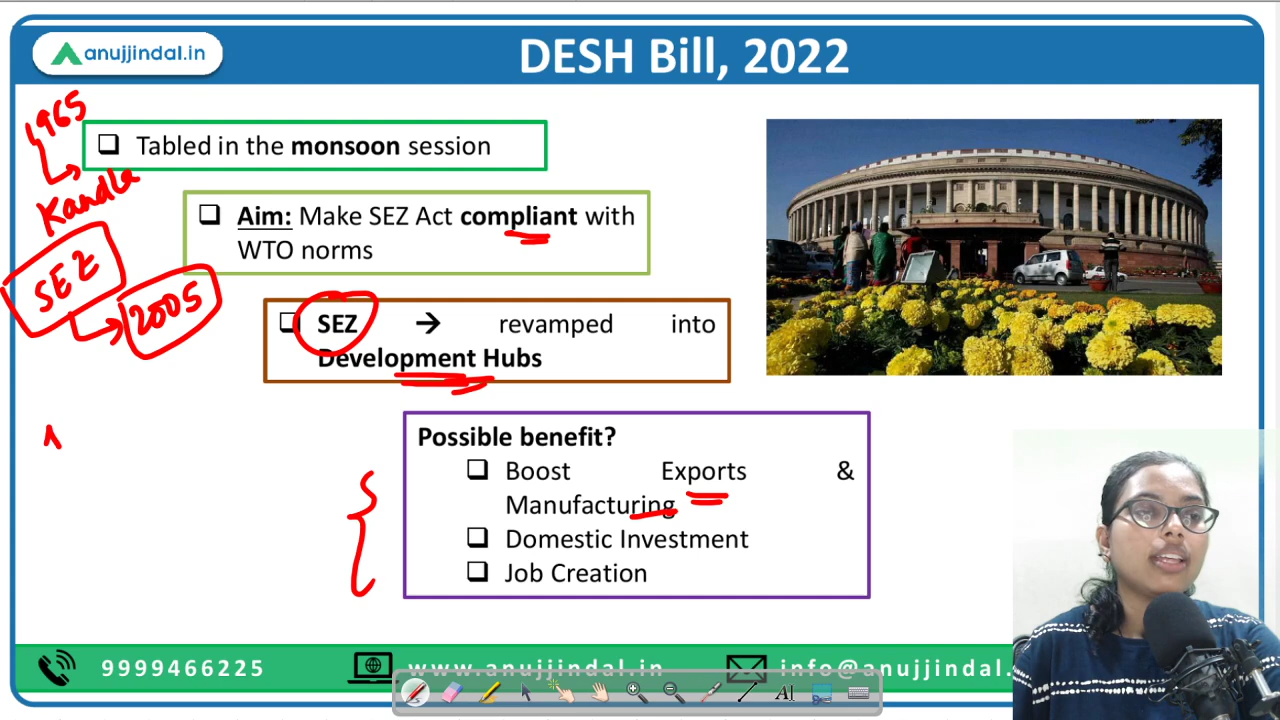 anujjindal.in
DESH Bill, 2022
1965
Tabled in the monsoon session
Kandla
Aim: Make SEZ Act compliant with
WTO norms
SEZ
2005
SEZ → revamped into
Development Hubs
Possible benefit?
Boost Exports &
Manufacturing
Domestic Investment
Job Creation
9999466225
www.anujjindal.in
info@anujjindal.